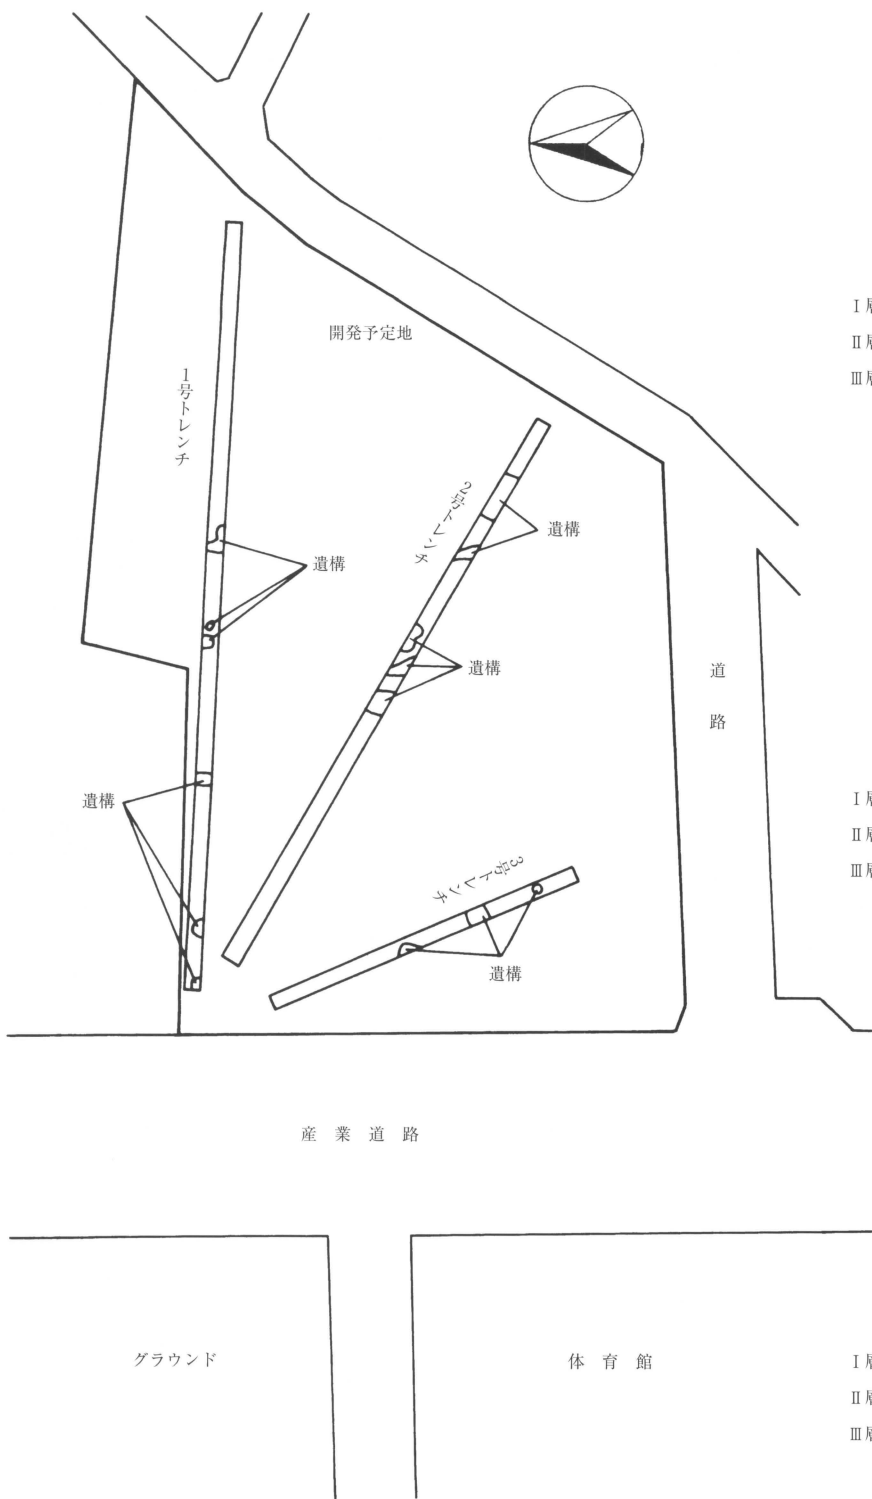 開発予定地
1号トレンチ
2号トレンチ
遺構
遺構
遺構
道路
遺構
3号トレンチ
遺構
産業道路
グラウンド
体育館
Ⅰ層
Ⅱ層
Ⅲ層
Ⅰ層
Ⅱ層
Ⅲ層
Ⅰ層
Ⅱ層
Ⅲ層